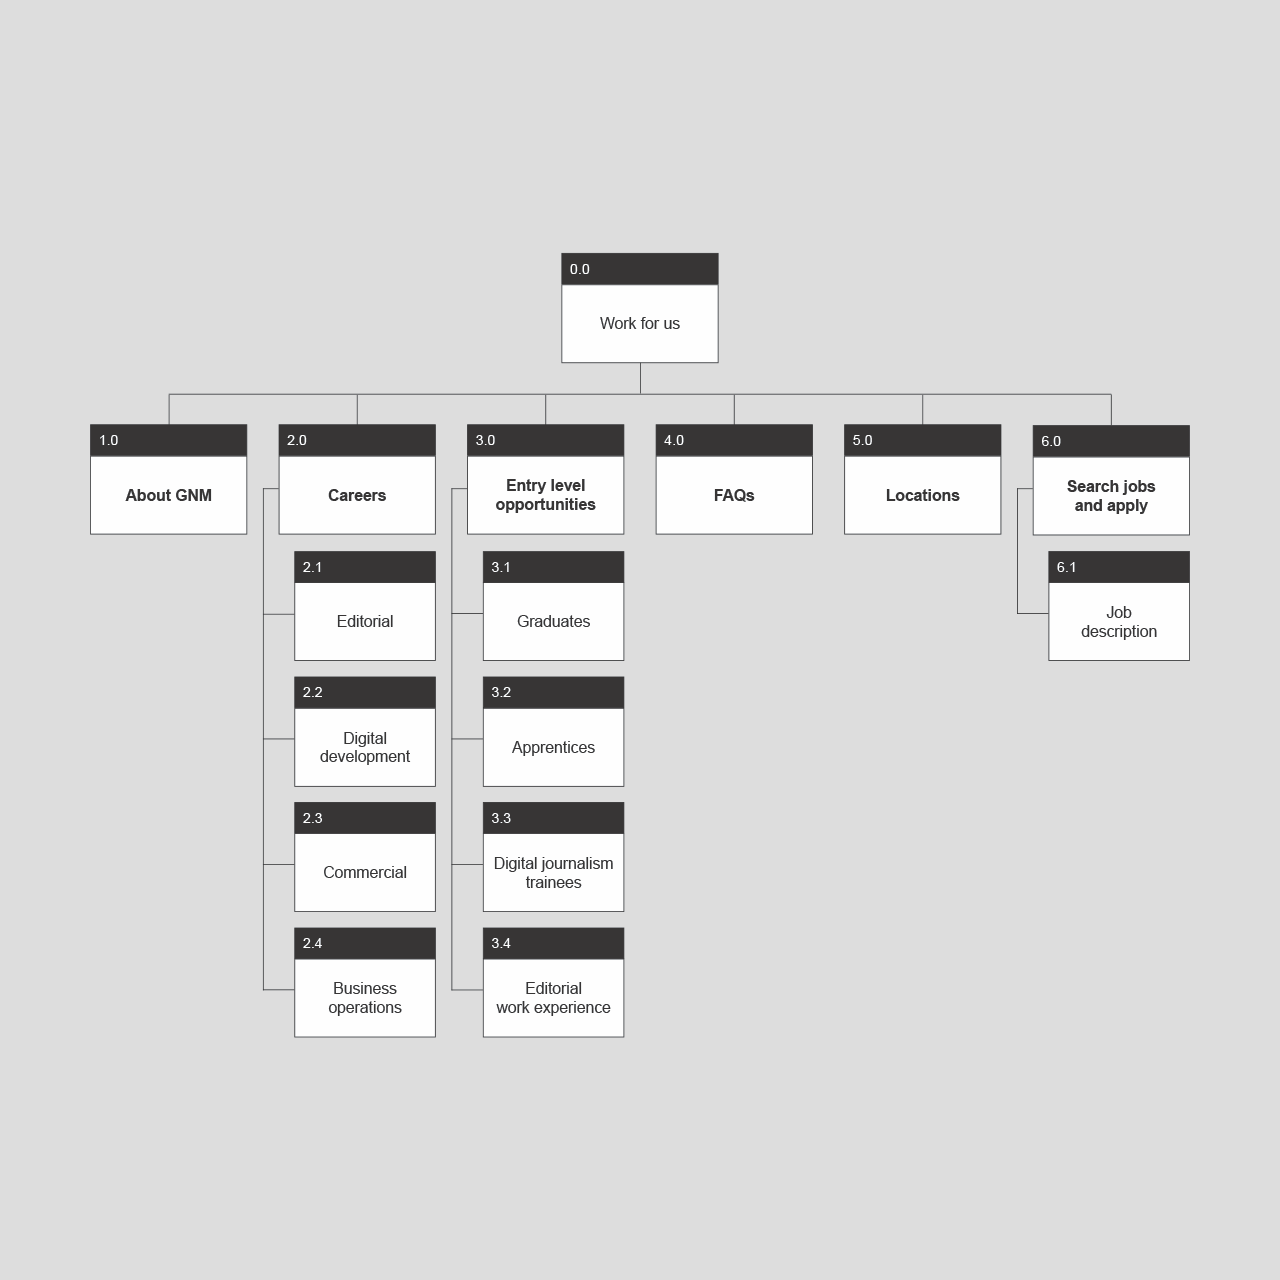 0.0
Work for us
1.0
About GNM
2.0
Careers
2.1
Editorial
2.2
Digital
development
2.3
Commercial
2.4
Business
operations
3.0
Entry level
opportunities
3.1
Graduates
3.2
Apprentices
3.3
Digital journalism
trainees
3.4
Editorial
work experience
4.0
FAQs
5.0
Locations
6.0
Search jobs
and apply
6.1
Job
description